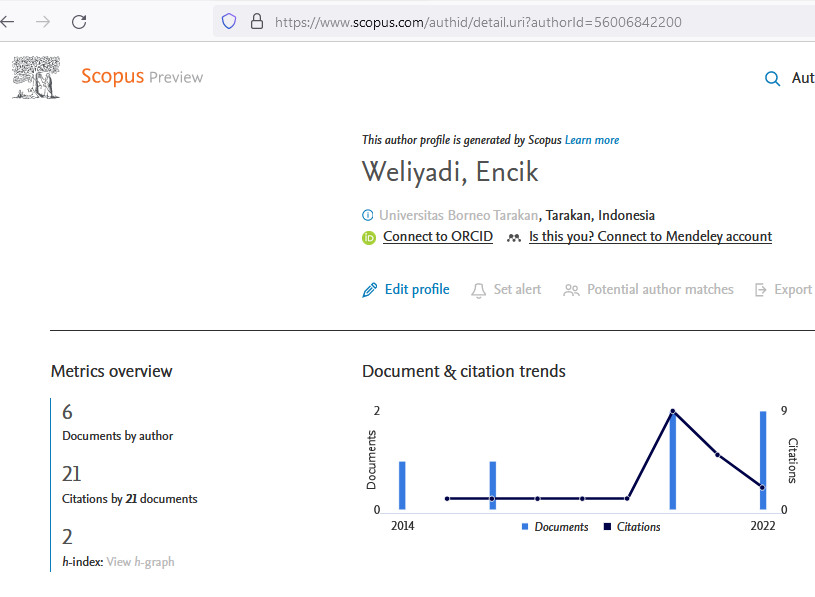 https://www.scopus.com/authid/detail.uri?authorId=56006842200
Scopus Preview
Aut
This author profile is generated by Scopus Learn more
Weliyadi, Encik
Universitas Borneo Tarakan, Tarakan, Indonesia
iD Connect to ORCID Is this you? Connect to Mendeley account
Edit profile Set alert Potential author matches Export
Metrics overview
6
Documents by author
21
Citations by 21 documents
2
h-index: View h-graph
Document & citation trends
2
9
Documents
Citations
0
0
2014
2022
Documents Citations